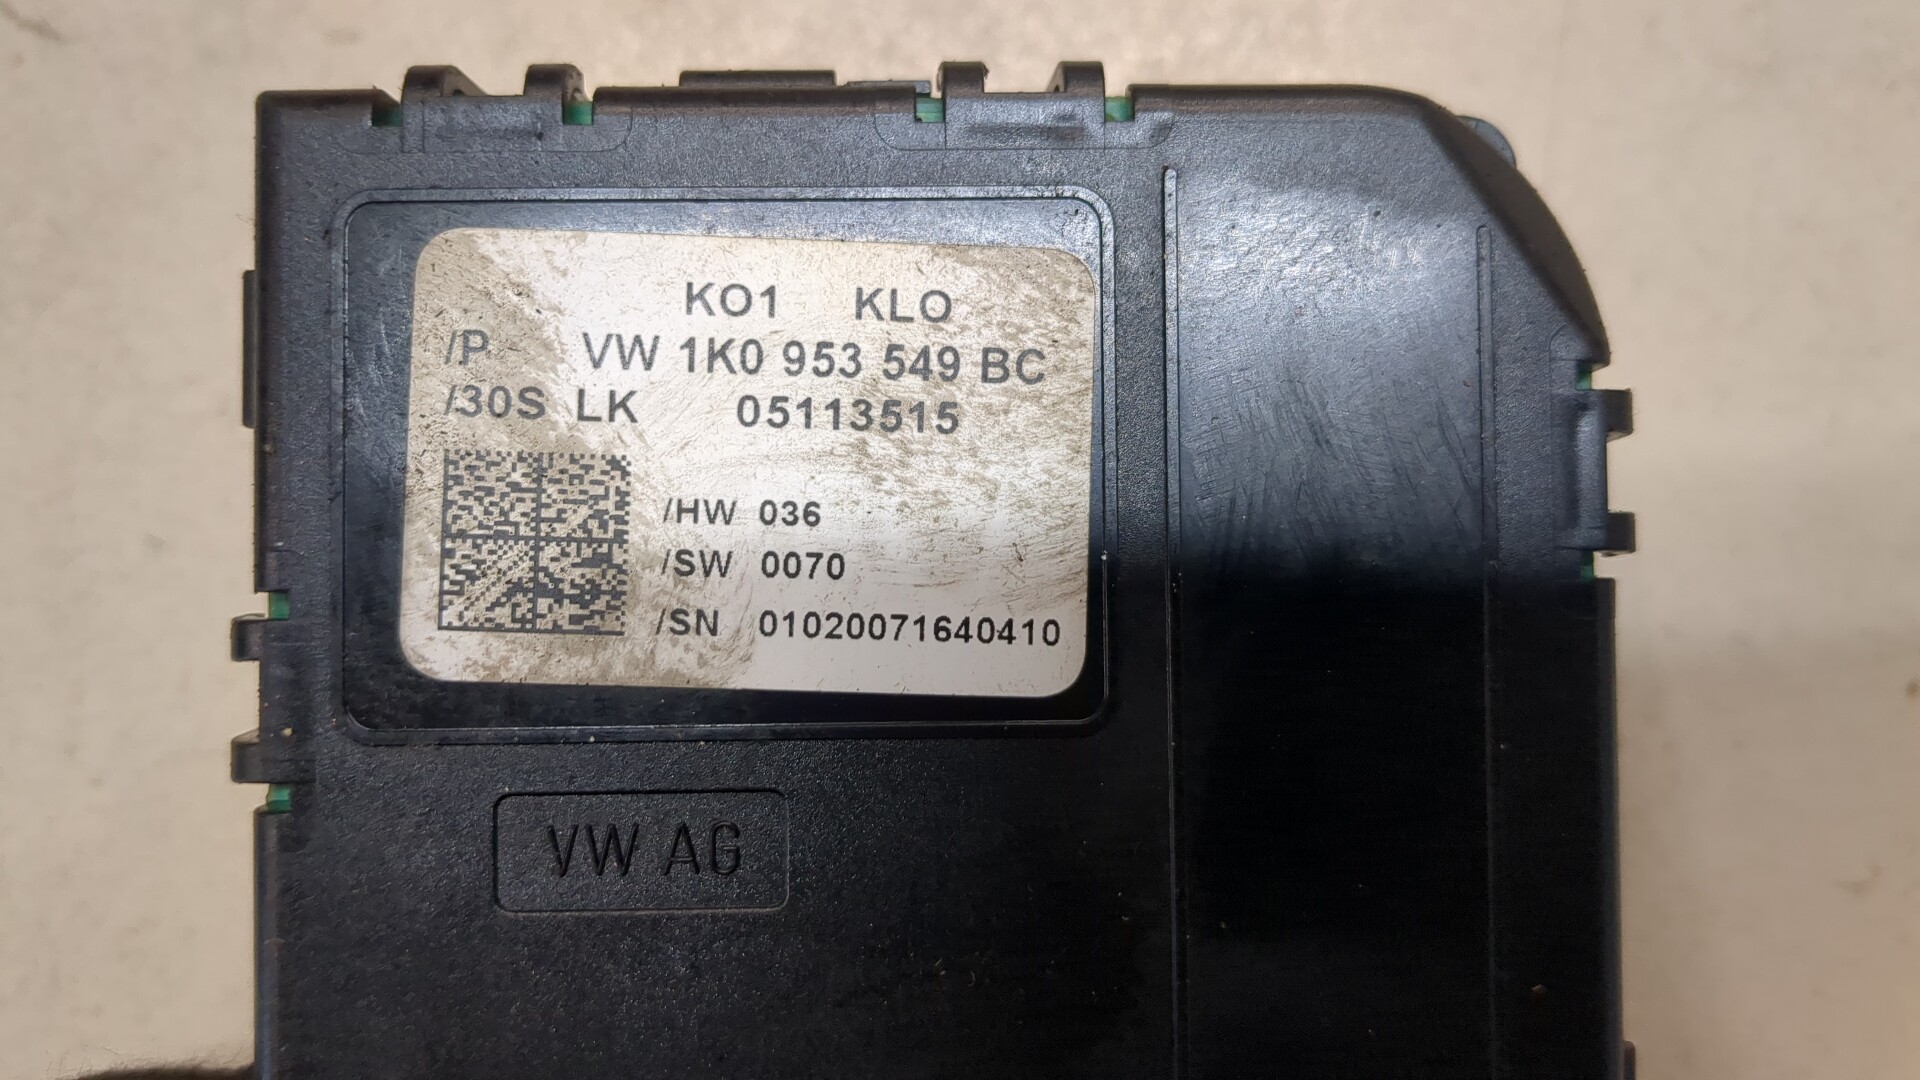 KO1 KLO
/P VW 1K0 953 549 BC
/30S LK 05113515
/HW 036
/SW 0070
/SN 01020071640410
VW AG